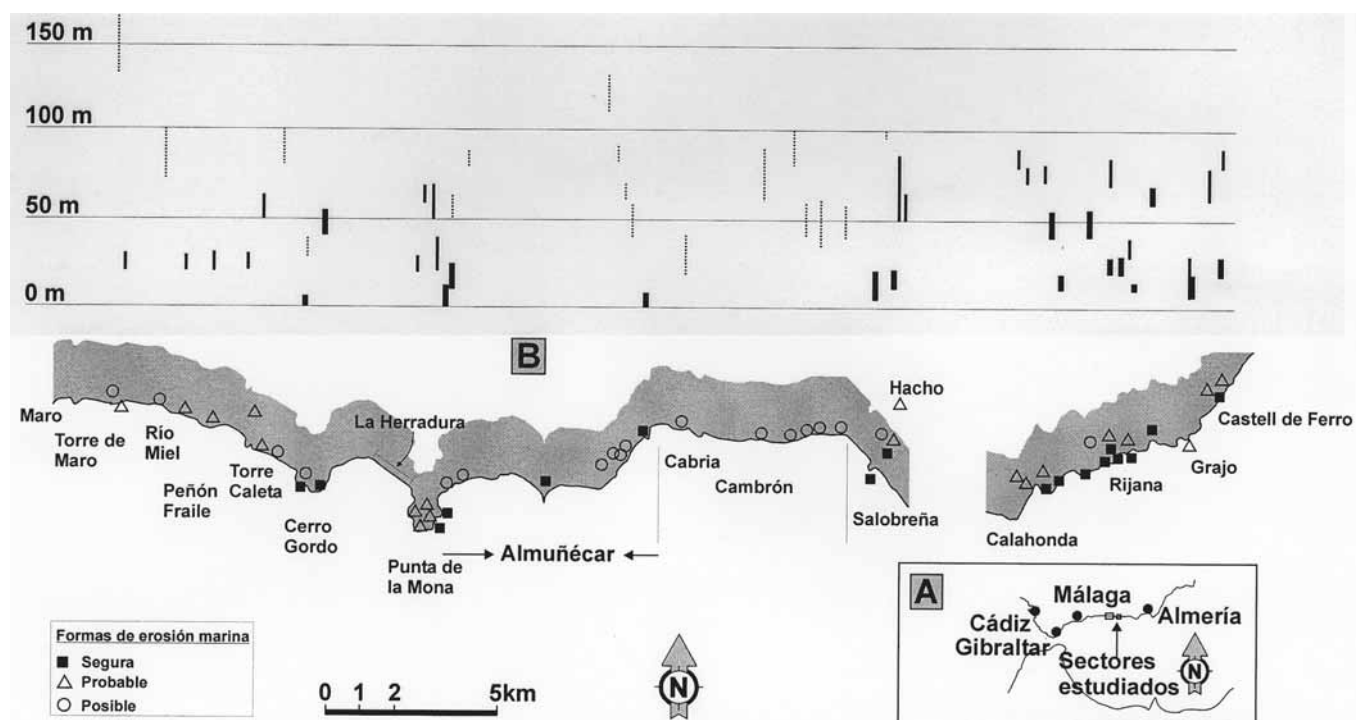 150 m
100 m
50 m
0 m
B
Maro
Torre de
Maro
Río
Miel
Peñón
Fraile
Torre
Caleta
Cerro
Gordo
La Herradura
Punta de
la Mona
Almuñécar
Cabria
Cambrón
Hacho
Salobreña
Calahonda
Rijana
Grajo
Castell de Ferro
Formas de erosión marina
Segura
Probable
Posible
0 1 2 5km
N
A
Málaga
Cádiz
Gibraltar
Almería
Sectores
estudiados
N